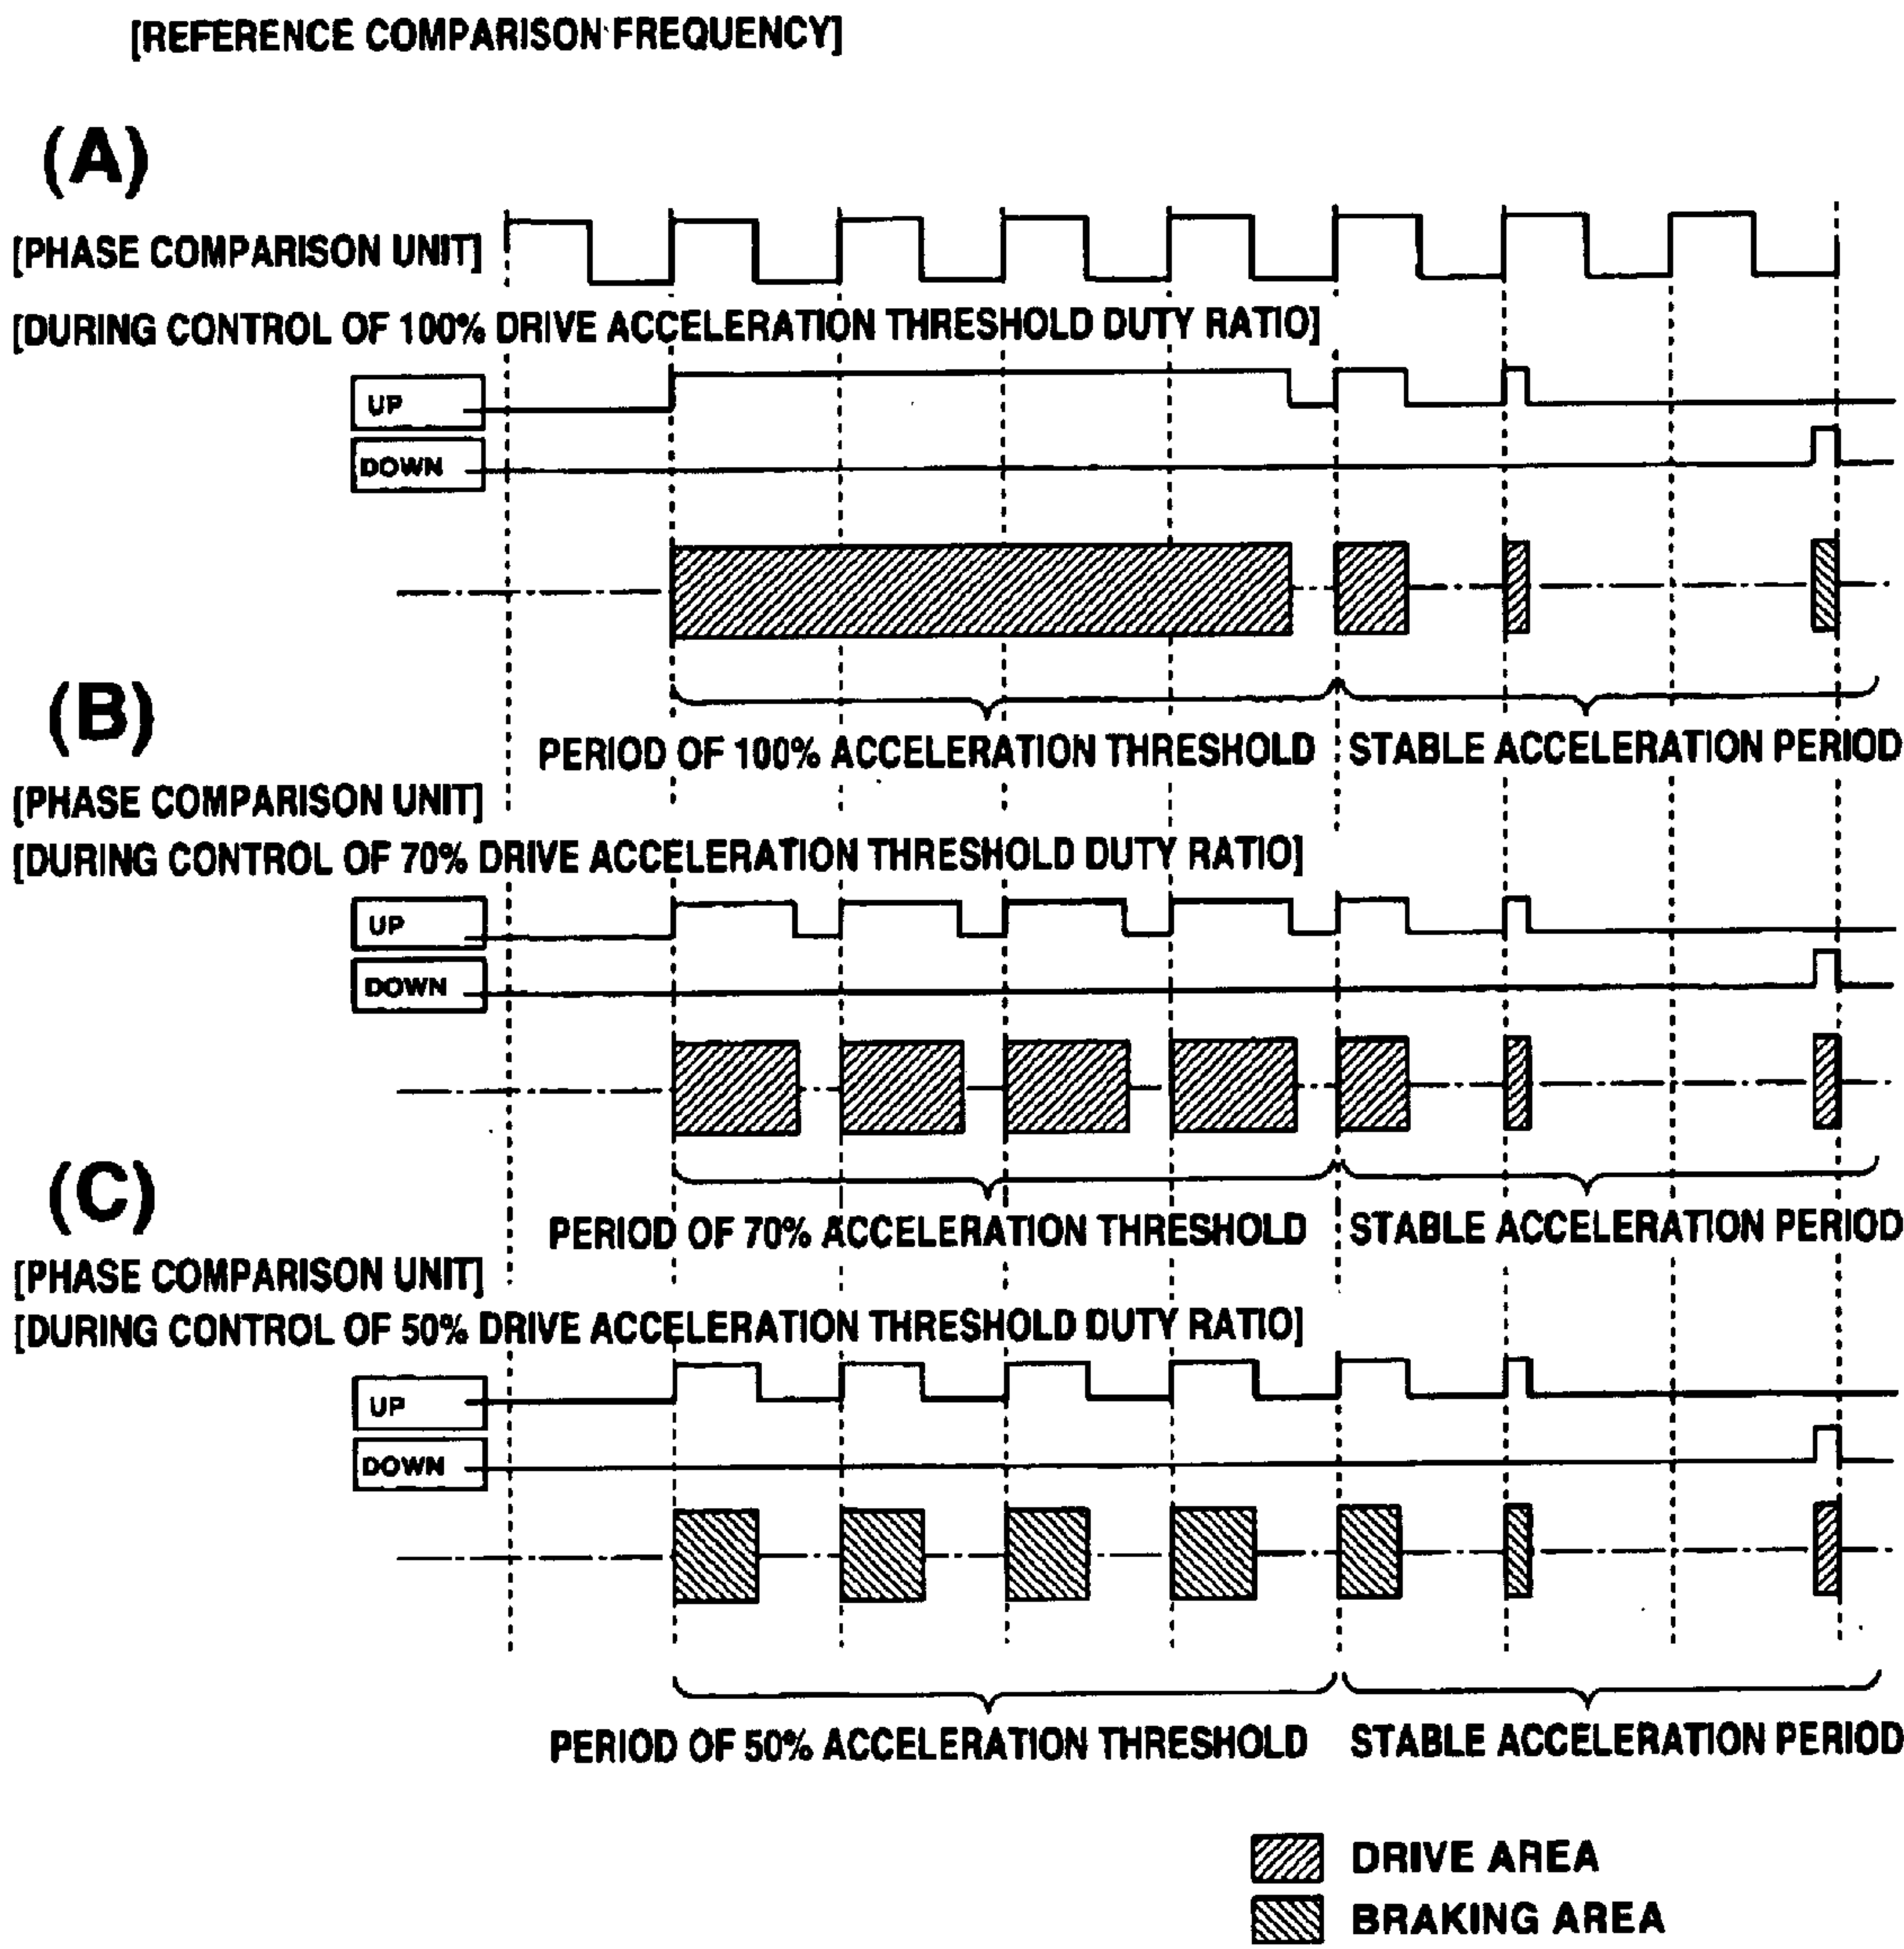 [REFERENCE COMPARISON FREQUENCY]
(A)
[PHASE COMPARISON UNIT]
[DURING CONTROL OF 100% DRIVE ACCELERATION THRESHOLD DUTY RATIO]
UP
DOWN
PERIOD OF 100% ACCELERATION THRESHOLD
STABLE ACCELERATION PERIOD
(B)
[PHASE COMPARISON UNIT]
[DURING CONTROL OF 70% DRIVE ACCELERATION THRESHOLD DUTY RATIO]
UP
DOWN
PERIOD OF 70% ACCELERATION THRESHOLD
STABLE ACCELERATION PERIOD
(C)
[PHASE COMPARISON UNIT]
[DURING CONTROL OF 50% DRIVE ACCELERATION THRESHOLD DUTY RATIO]
UP
DOWN
PERIOD OF 50% ACCELERATION THRESHOLD
STABLE ACCELERATION PERIOD
DRIVE AREA
BRAKING AREA